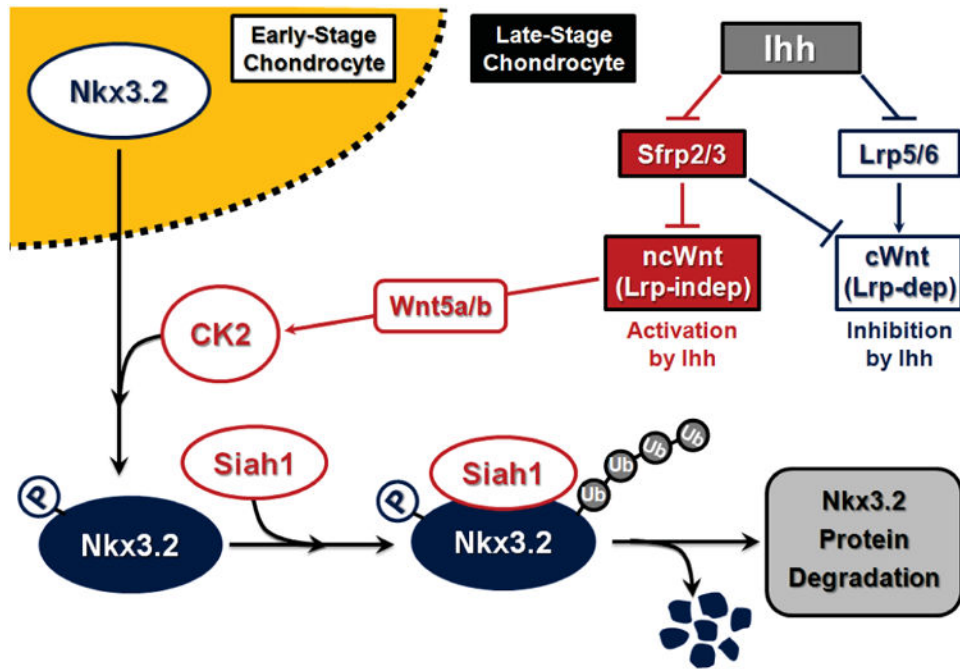 Nkx3.2
Early-Stage
Chondrocyte
Late-Stage
Chondrocyte
Ihh
Sfrp2/3
Lrp5/6
ncWnt
(Lrp-indep)
cWnt
(Lrp-dep)
Activation
by Ihh
Inhibition
by Ihh
Wnt5a/b
CK2
P
Nkx3.2
Siah1
P
Siah1
Nkx3.2
Ub
Ub
Ub
Ub
Nkx3.2
Protein
Degradation